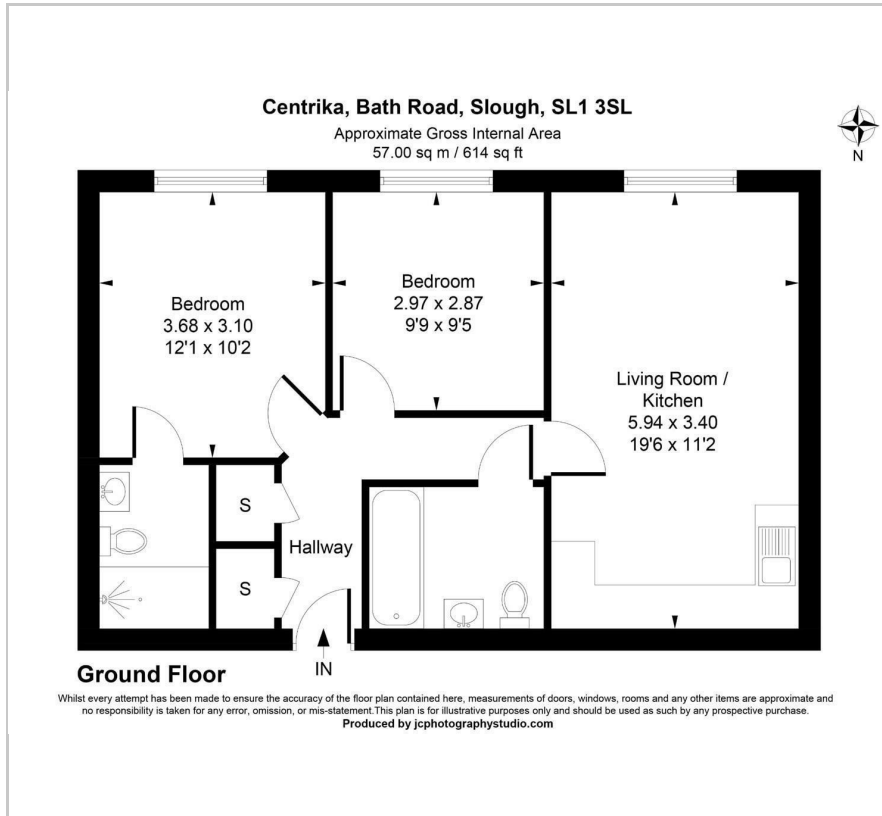 Centrika, Bath Road, Slough, SL1 3SL
Approximate Gross Internal Area
57.00 sq m / 614 sq ft
N
Bedroom
3.68 x 3.10
12'1 x 10'2
Bedroom
2.97 x 2.87
9'9 x 9'5
Living Room /
Kitchen
5.94 x 3.40
19'6 x 11'2
S
S
Hallway
IN
Ground Floor
Whilst every attempt has been made to ensure the accuracy of the floor plan contained here, measurements of doors, windows, rooms and any other items are approximate and
no responsibility is taken for any error, omission, or mis-statement.This plan is for illustrative purposes only and should be used as such by any prospective purchase.
Produced by jcphotographystudio.com